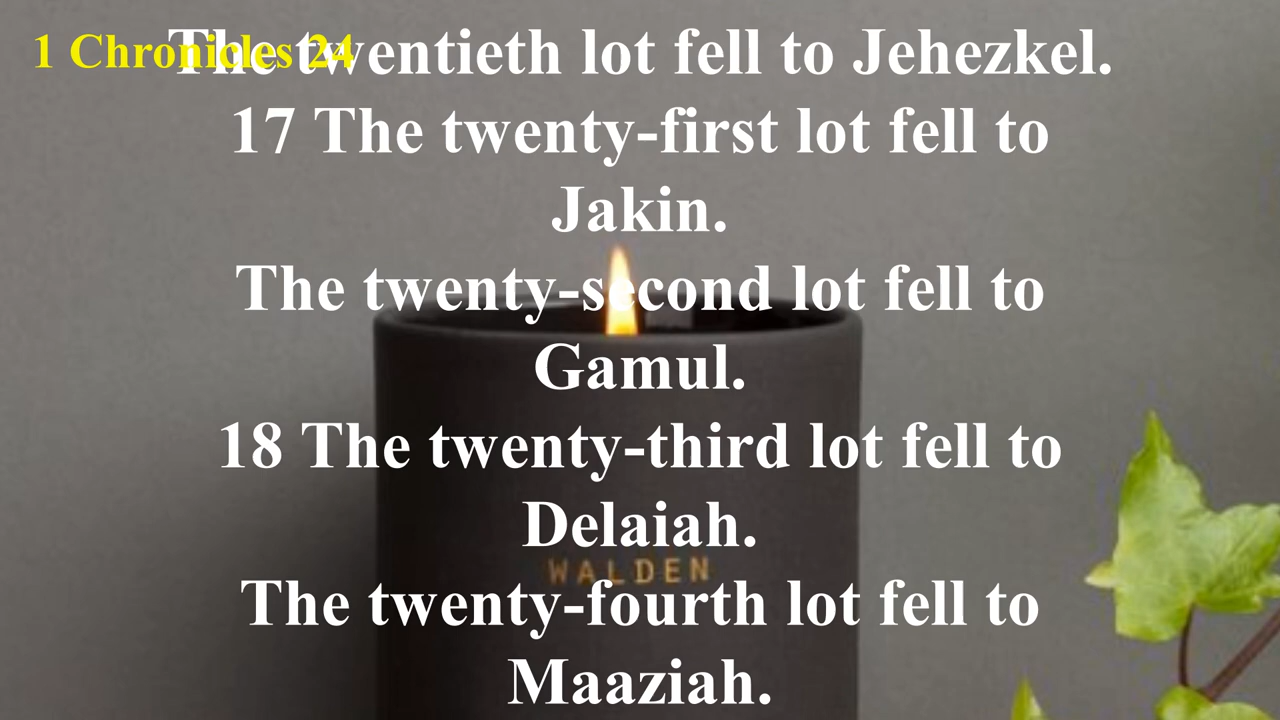 1 Chronicles 24
The twentieth lot fell to Jehezkel.
17 The twenty-first lot fell to
Jakin.
The twenty-second lot fell to
Gamul.
18 The twenty-third lot fell to
Delaiah.
WALDEN
The twenty-fourth lot fell to
Maaziah.